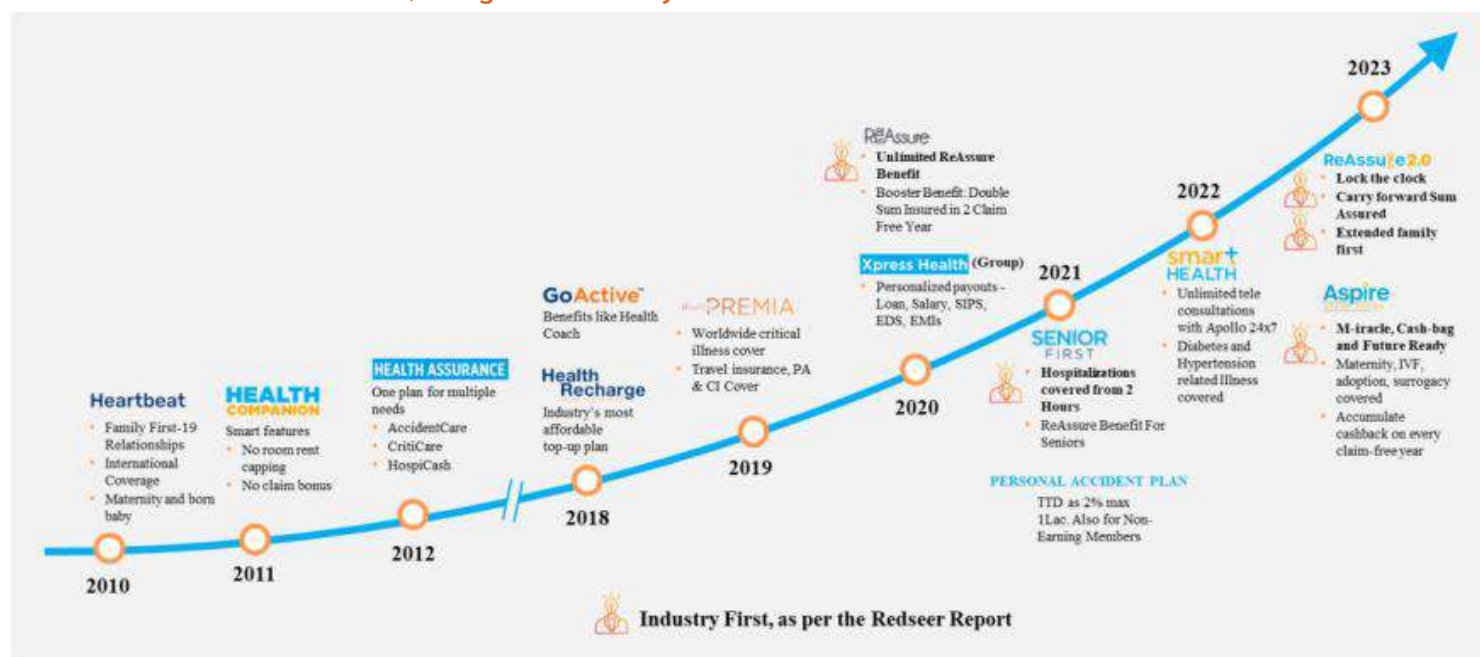 2010
Heartbeat
Family First-19
Relationships
International
Coverage
Maternity and born
baby
2011
HEALTH
COMPANION
Smart features
No room rent
capping
No claim bonus
2012
HEALTH ASSURANCE
One plan for multiple
needs
AccidentCare
CritiCare
HospiCash
2018
GoActive™
Benefits like Health
Coach
Health
Recharge
Industry's most
affordable
top-up plan
2019
PREMIA
Worldwide critical
illness cover
Travel insurance, PA
& CI Cover
2020
ReAssure
Unlimited ReAssure
Benefit
Booster Benefit: Double
Sum Insured in 2 Claim
Free Year
Xpress Health (Group)
Personalized payouts -
Loan, Salary, SIPS,
EDS, EMIs
2021
SENIOR
FIRST
Hospitalizations
covered from 2
Hours
ReAssure Benefit For
Seniors
PERSONAL ACCIDENT PLAN
TTD as 2% max
1Lac. Also for Non-
Earning Members
2022
smart
HEALTH
Unlimited tele
consultations
with Apollo 24x7
Diabetes and
Hypertension
related Illness
covered
2023
ReAssure 2.0
Lock the clock
Carry forward Sum
Assured
Extended family
first
Aspire
M-iracle, Cash-bag
and Future Ready
Maternity, IVF,
adoption, surrogacy
covered
Accumulate
cashback on every
claim-free year
Industry First, as per the Redseer Report